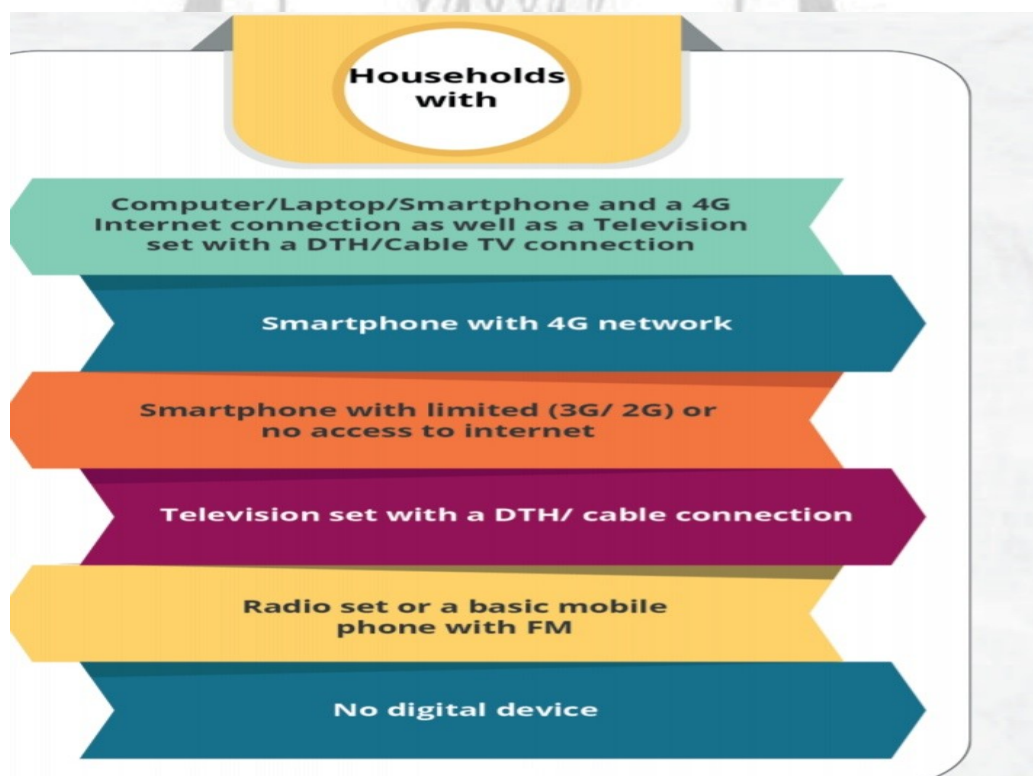 Households
with
Computer/Laptop/Smartphone and a 4G
Internet connection as well as a Television
set with a DTH/Cable TV connection
Smartphone with 4G network
Smartphone with limited (3G/ 2G) or
no access to internet
Television set with a DTH/ cable connection
Radio set or a basic mobile
phone with FM
No digital device